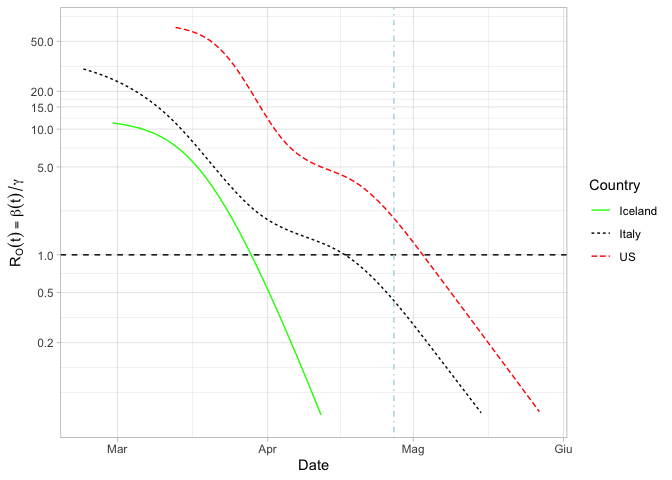 50.0
20.0
15.0
10.0
5.0
1.0
0.5
0.2
R₀(t) = β(t)/γ
Mar
Apr
Mag
Giu
Date
Country
Iceland
Italy
US